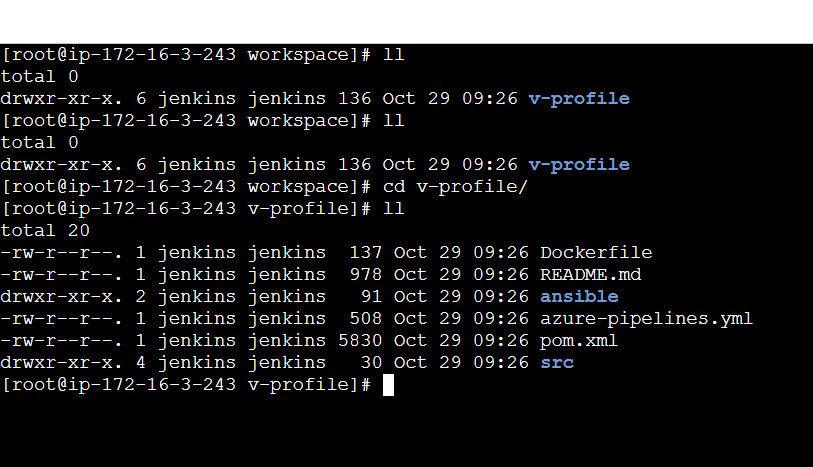 [root@ip-172-16-3-243 workspace]# ll
total 0
drwxr-xr-x. 6 jenkins jenkins 136 Oct 29 09:26 v-profile
[root@ip-172-16-3-243 workspace]# ll
total 0
drwxr-xr-x. 6 jenkins jenkins 136 Oct 29 09:26 v-profile
[root@ip-172-16-3-243 workspace]# cd v-profile/
[root@ip-172-16-3-243 v-profile]# ll
total 20
-rw-r--r--. 1 jenkins jenkins  137 Oct 29 09:26 Dockerfile
-rw-r--r--. 1 jenkins jenkins  978 Oct 29 09:26 README.md
drwxr-xr-x. 2 jenkins jenkins   91 Oct 29 09:26 ansible
-rw-r--r--. 1 jenkins jenkins  508 Oct 29 09:26 azure-pipelines.yml
-rw-r--r--. 1 jenkins jenkins 5830 Oct 29 09:26 pom.xml
drwxr-xr-x. 4 jenkins jenkins   30 Oct 29 09:26 src
[root@ip-172-16-3-243 v-profile]#